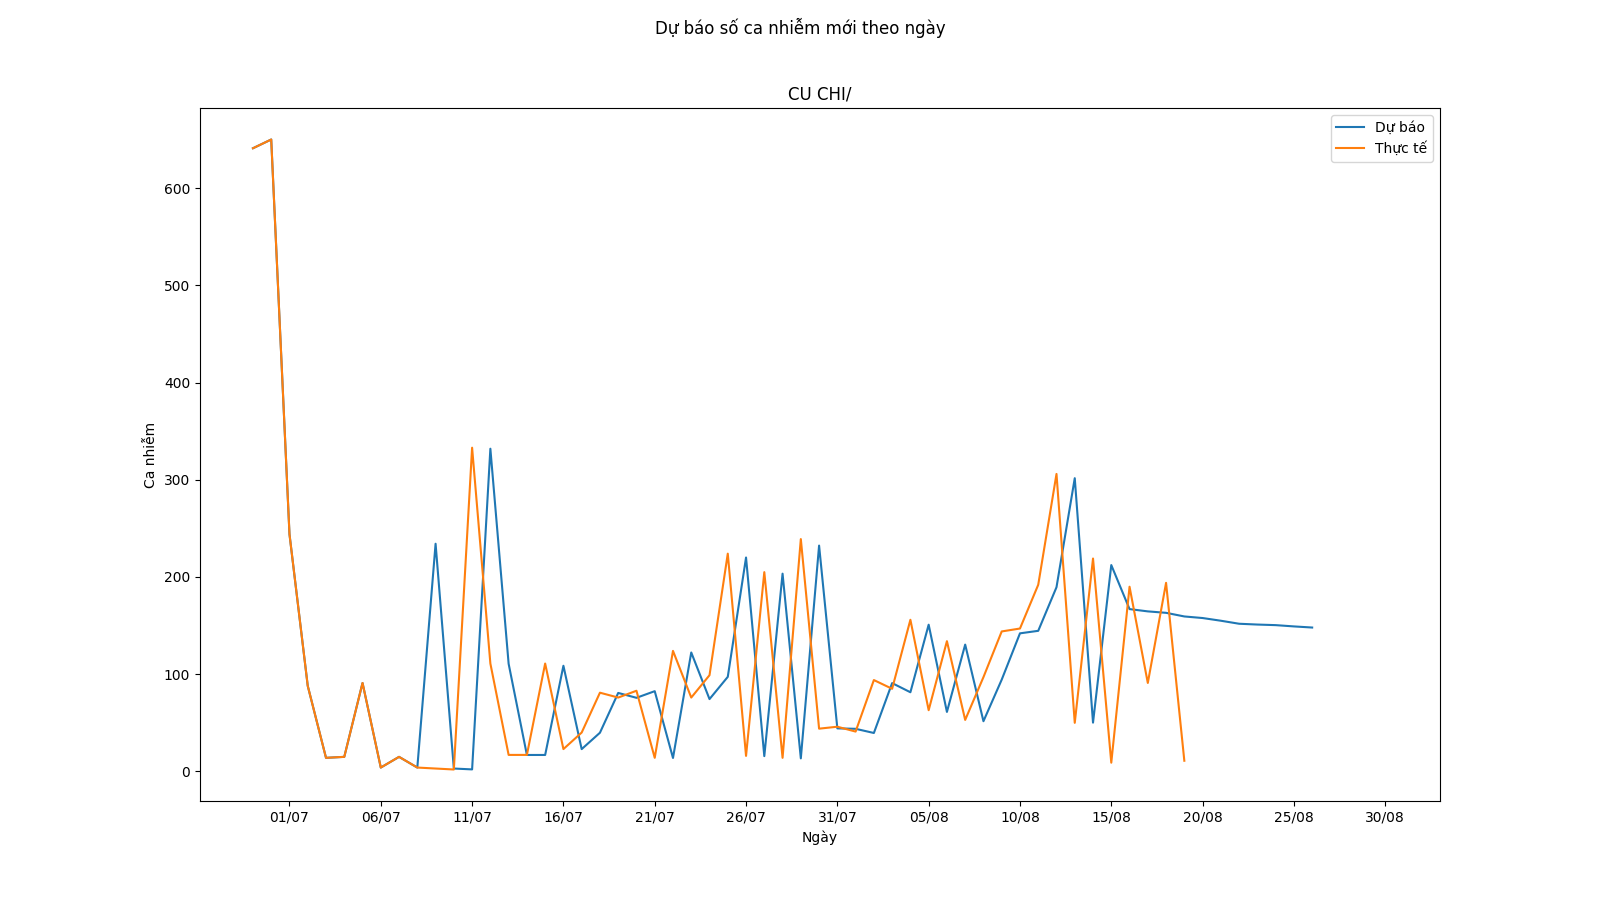 Dự báo số ca nhiễm mới theo ngày
CU CHI/
Dự báo
Thực tế
600
500
400
300
200
100
0
Ca nhiễm
01/07 06/07 11/07 16/07 21/07 26/07 31/07 05/08 10/08 15/08 20/08 25/08 30/08
Ngày